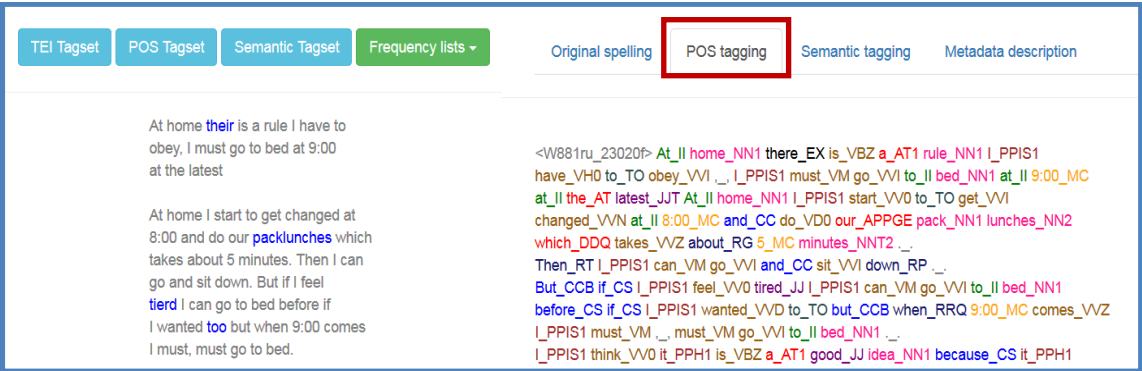 TEI Tagset POS Tagset Semantic Tagset Frequency lists
At home their is a rule I have to
obey, I must go to bed at 9:00
at the latest
At home I start to get changed at
8:00 and do our packlunches which
takes about 5 minutes. Then I can
go and sit down. But if I feel
tierd I can go to bed before if
I wanted too but when 9:00 comes
I must, must go to bed.
Original spelling POS tagging Semantic tagging Metadata description
<W881ru_23020f> At_II home_NN1 there_EX is_VBZ a_AT1 rule_NN1 I_PPIS1
have_VH0 to_TO obey_VVI ,_, I_PPIS1 must_VM go_VVI to_II bed_NN1 at_II 9:00_MC
at_II the_AT latest_JJT At_II home_NN1 I_PPIS1 start_VV0 to_TO get_VVI
changed_VVN at_II 8:00_MC and_CC do_VD0 our_APPGE pack_NN1 lunches_NN2
which_DDQ takes_VVZ about_RG 5_MC minutes_NNT2 ._.
Then_RT I_PPIS1 can_VM go_VVI and_CC sit_VVI down_RP ._.
But_CCB if_CS I_PPIS1 feel_VV0 tired_JJ I_PPIS1 can_VM go_VVI to_II bed_NN1
before_CS if_CS I_PPIS1 wanted_VVD to_TO but_CCB when_RRQ 9:00_MC comes_VVZ
I_PPIS1 must_VM ,_, must_VM go_VVI to_II bed_NN1 ._.
I_PPIS1 think_VV0 it_PPH1 is_VBZ a_AT1 good_JJ idea_NN1 because_CS it_PPH1